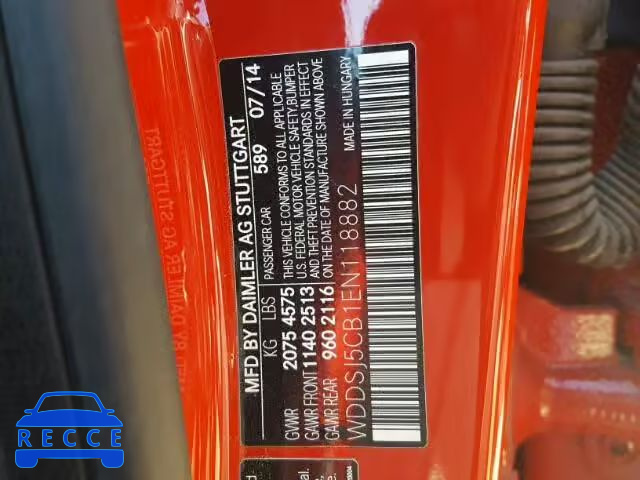 MFD BY DAIMLER AG STUTTGART
KG LBS PASSENGER CAR 589 07/14
GVWR 2075 4575 THIS VEHICLE CONFORMS TO ALL APPLICABLE
U.S. FEDERAL MOTOR VEHICLE SAFETY, BUMPER
GAWR FRONT 1140 2513 AND THEFT PREVENTION STANDARDS IN EFFECT
GAWR REAR 960 2116 ON THE DATE OF MANUFACTURE SHOWN ABOVE
WDDSJ5CB1EN118882 MADE IN HUNGARY
RECCE